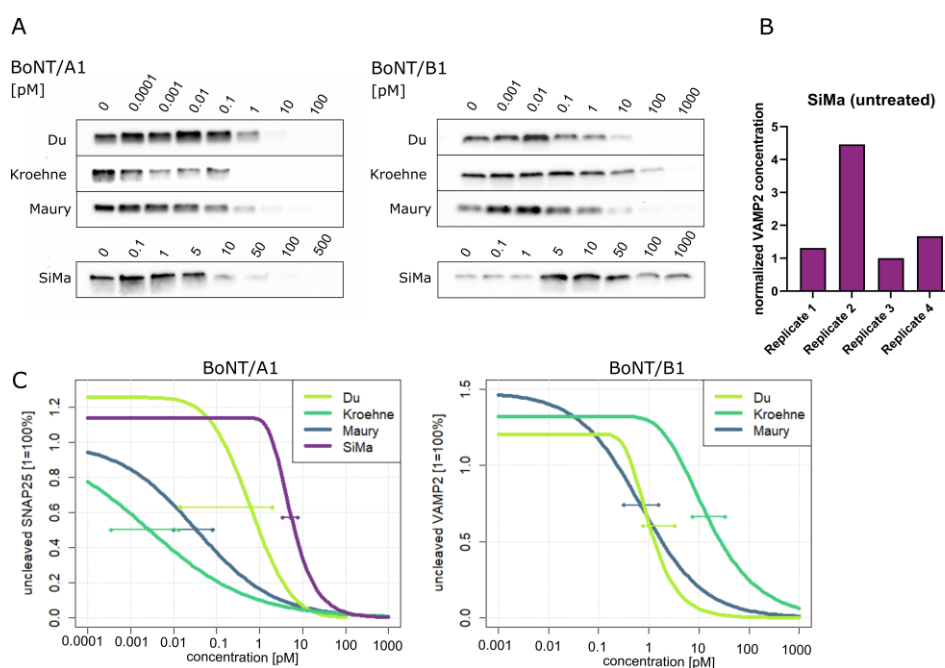 A
BoNT/A1
[pM]
0 0.0001 0.001 0.01 0.1 1 10 100
Du
Kroehne
Maury
0 0.1 1 5 10 50 100 500
SiMa
BoNT/B1
[pM]
0 0.001 0.01 0.1 1 10 100 1000
Du
Kroehne
Maury
0 0.1 1 5 10 50 100 1000
SiMa
B
SiMa (untreated)
normalized VAMP2 concentration
5
4
3
2
1
0
Replicate 1 Replicate 2 Replicate 3 Replicate 4
C
BoNT/A1
uncleaved SNAP25 [1=100%]
1.2
1.0
0.8
0.6
0.4
0.2
0.0
Du
Kroehne
Maury
SiMa
0.0001 0.001 0.01 0.1 1 10 100 1000
concentration [pM]
BoNT/B1
uncleaved VAMP2 [1=100%]
1.5
1.0
0.5
0.0
Du
Kroehne
Maury
0.001 0.01 0.1 1 10 100 1000
concentration [pM]